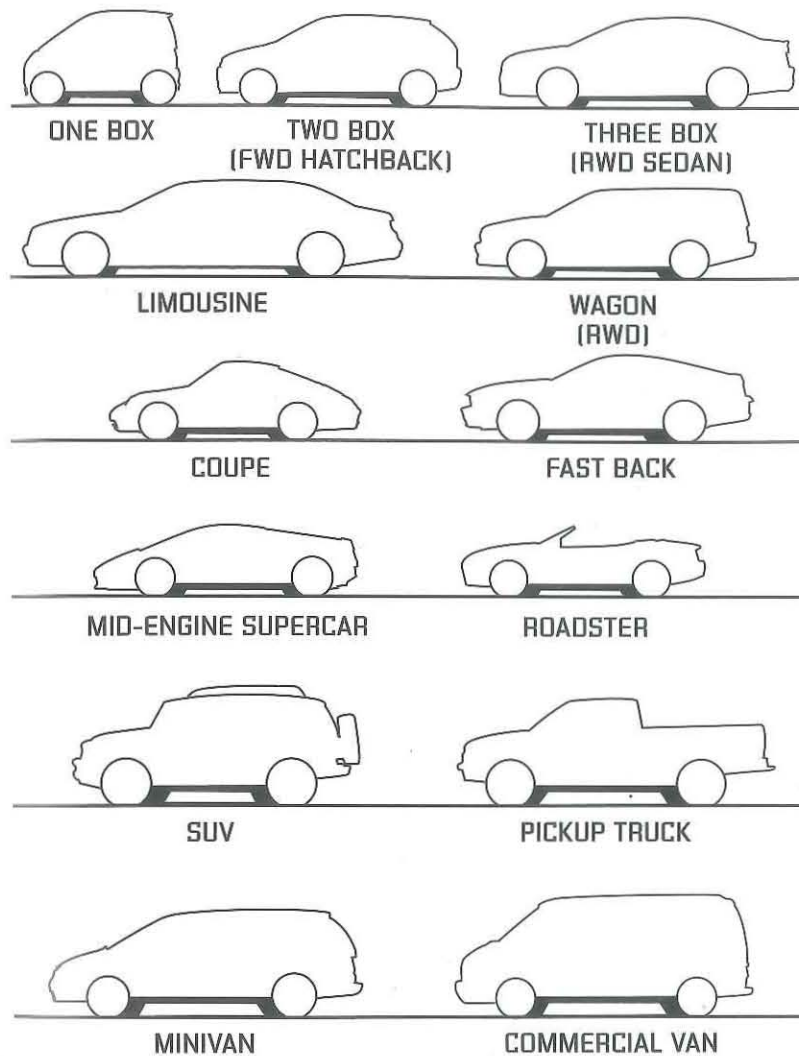 ONE BOX
TWO BOX
(FWD HATCHBACK)
THREE BOX
(RWD SEDAN)
LIMOUSINE
WAGON
(RWD)
COUPE
FAST BACK
MID-ENGINE SUPERCAR
ROADSTER
SUV
PICKUP TRUCK
MINIVAN
COMMERCIAL VAN